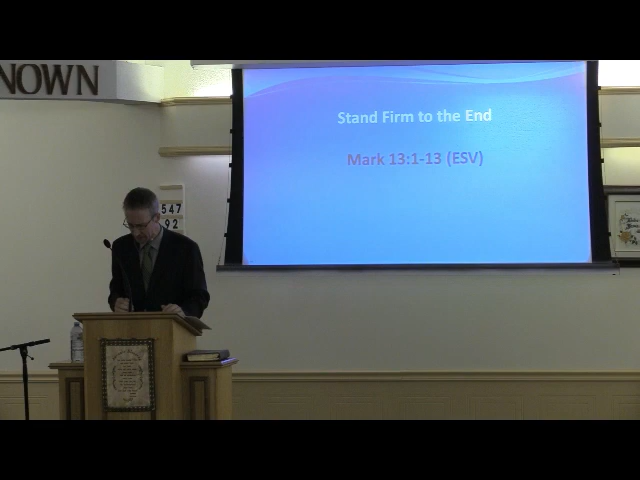 NOWN
Stand Firm to the End
Mark 13:1-13 (ESV)
547
92